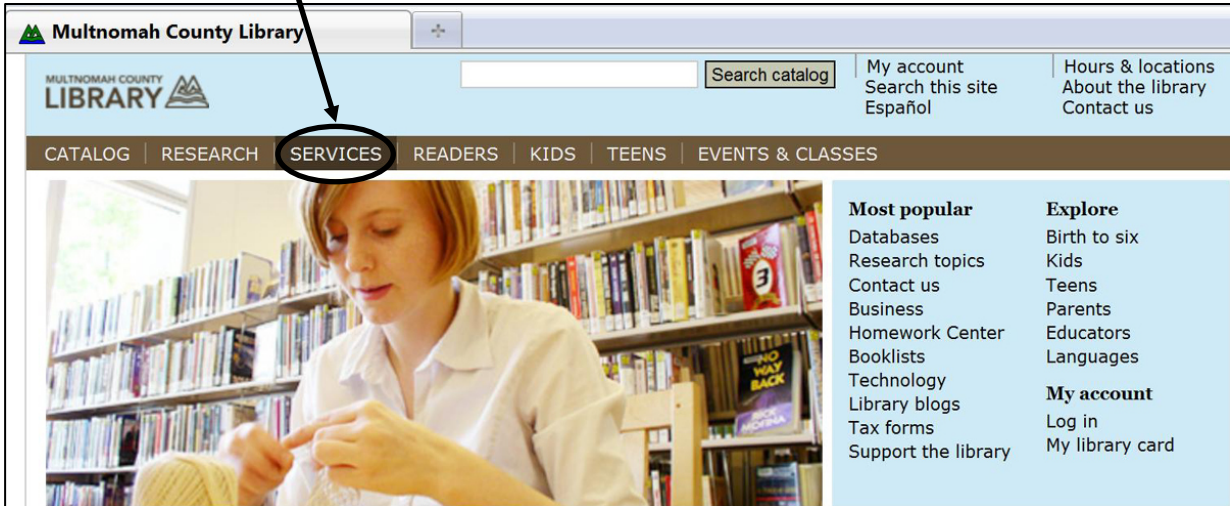 Multnomah County Library
MULTNOMAH COUNTY
LIBRARY
Search catalog
My account
Search this site
Español
Hours & locations
About the library
Contact us
CATALOG | RESEARCH | SERVICES | READERS | KIDS | TEENS | EVENTS & CLASSES
Most popular
Databases
Research topics
Contact us
Business
Homework Center
Booklists
Technology
Library blogs
Tax forms
Support the library
Explore
Birth to six
Kids
Teens
Parents
Educators
Languages
My account
Log in
My library card
3
NO
WAY
BACK
RICK
MOFINA